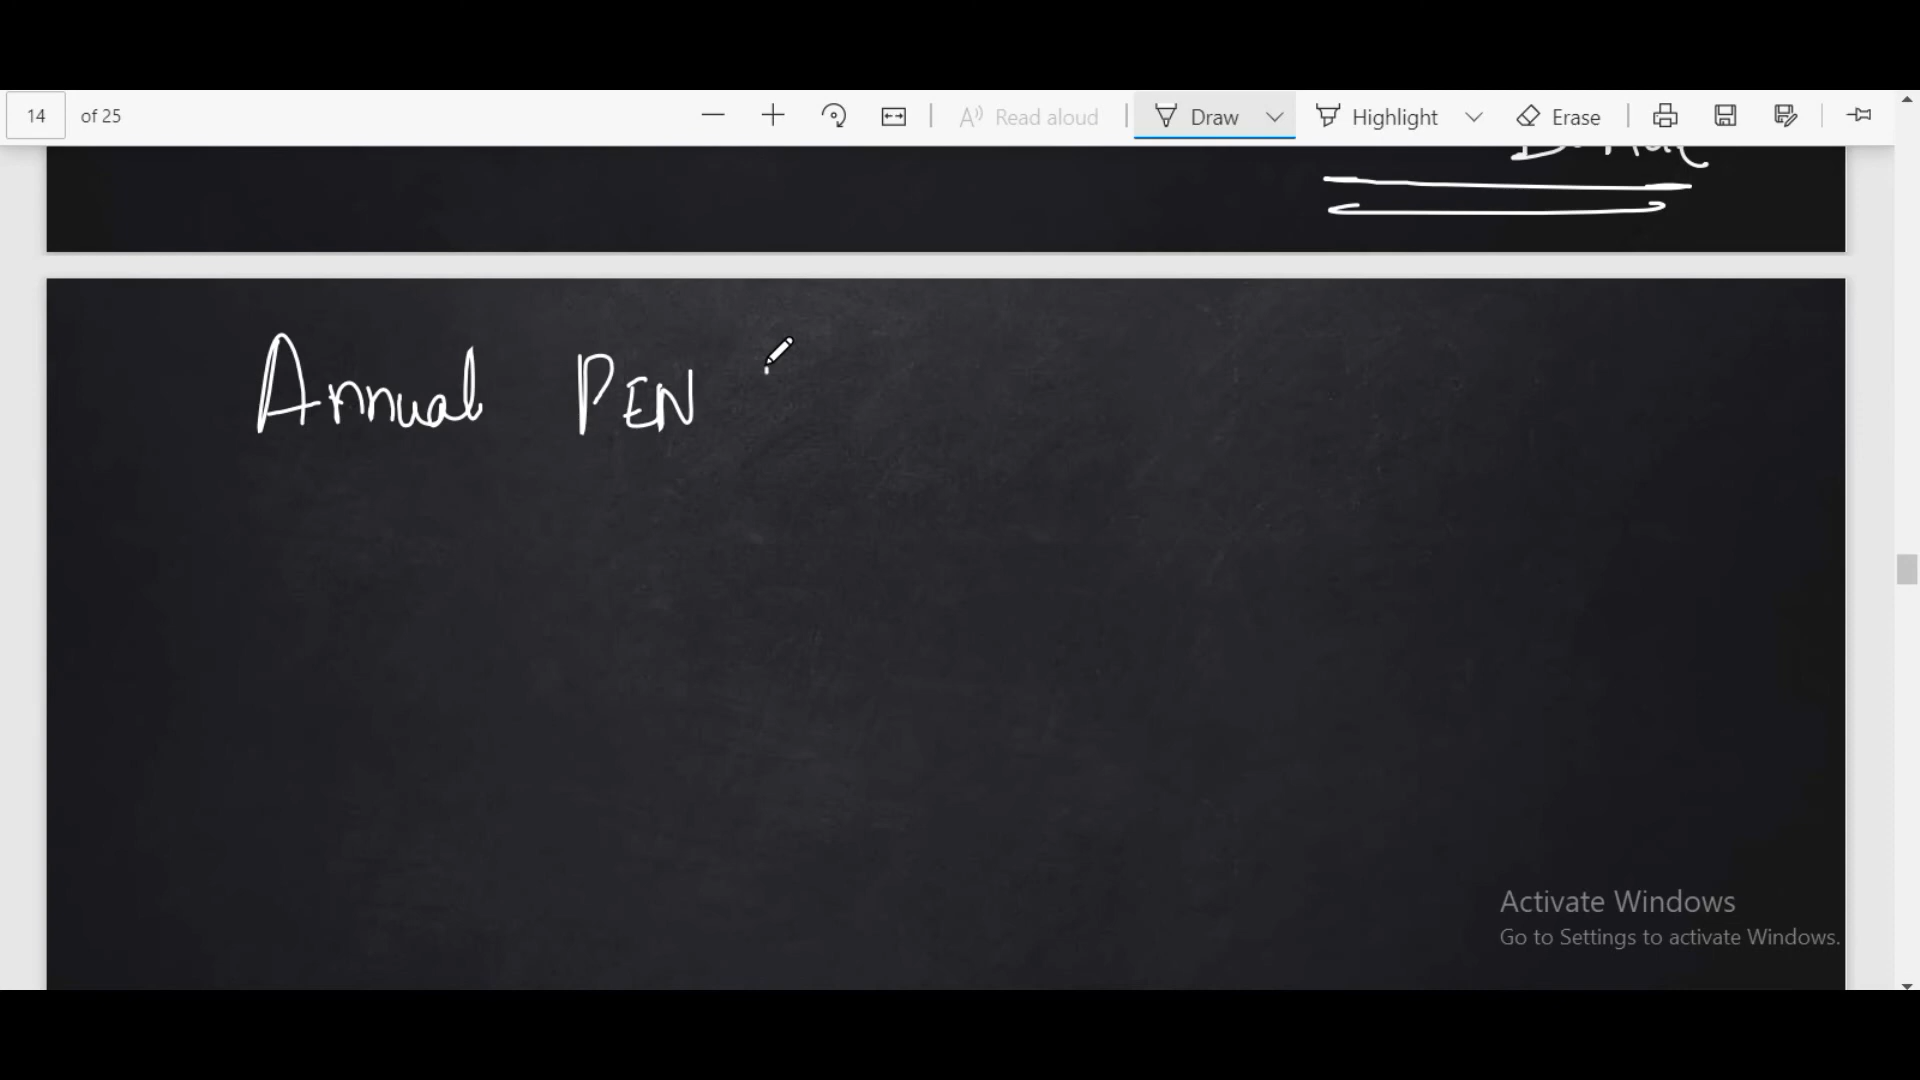 14 of 25 Read aloud Draw Highlight Erase
Annual PEN
Activate Windows
Go to Settings to activate Windows.